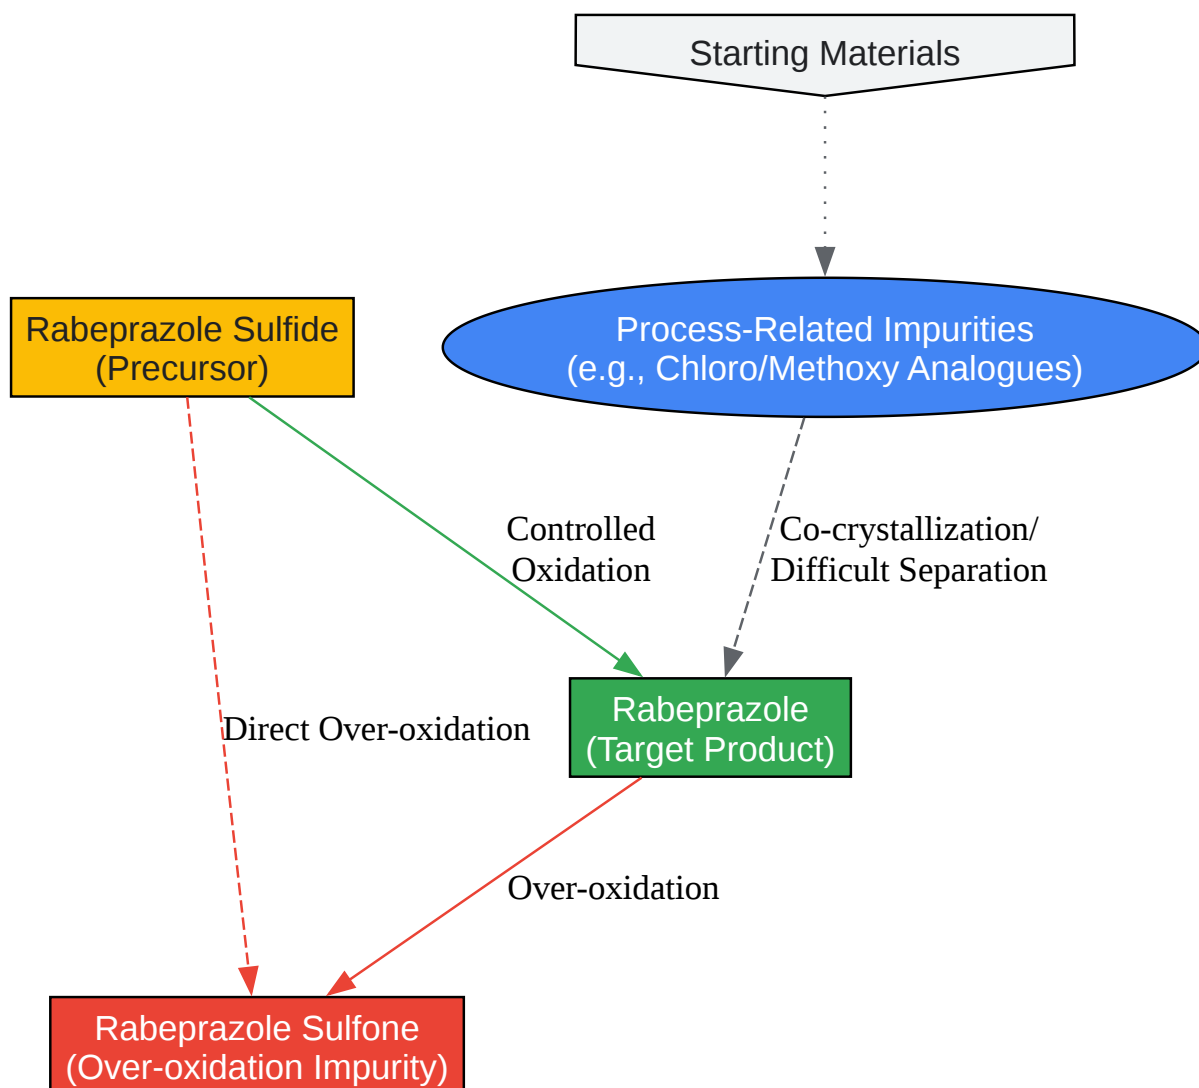 Starting Materials
Rabeprazole Sulfide
(Precursor)
Process-Related Impurities
(e.g., Chloro/Methoxy Analogues)
Controlled
Oxidation
Co-crystallization/
Difficult Separation
Rabeprazole
(Target Product)
Direct Over-oxidation
Over-oxidation
Rabeprazole Sulfone
(Over-oxidation Impurity)